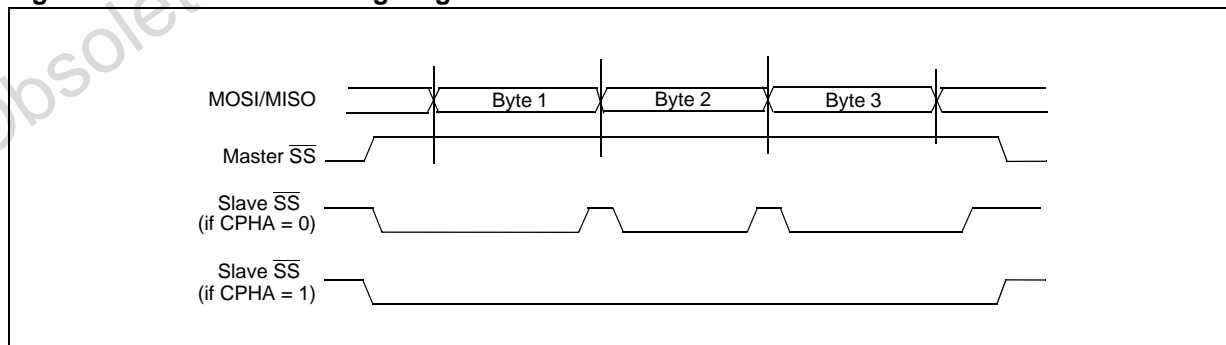 MOSI/MISO
Byte 1 Byte 2 Byte 3
Master SS
Slave SS
(if CPHA = 0)
Slave SS
(if CPHA = 1)